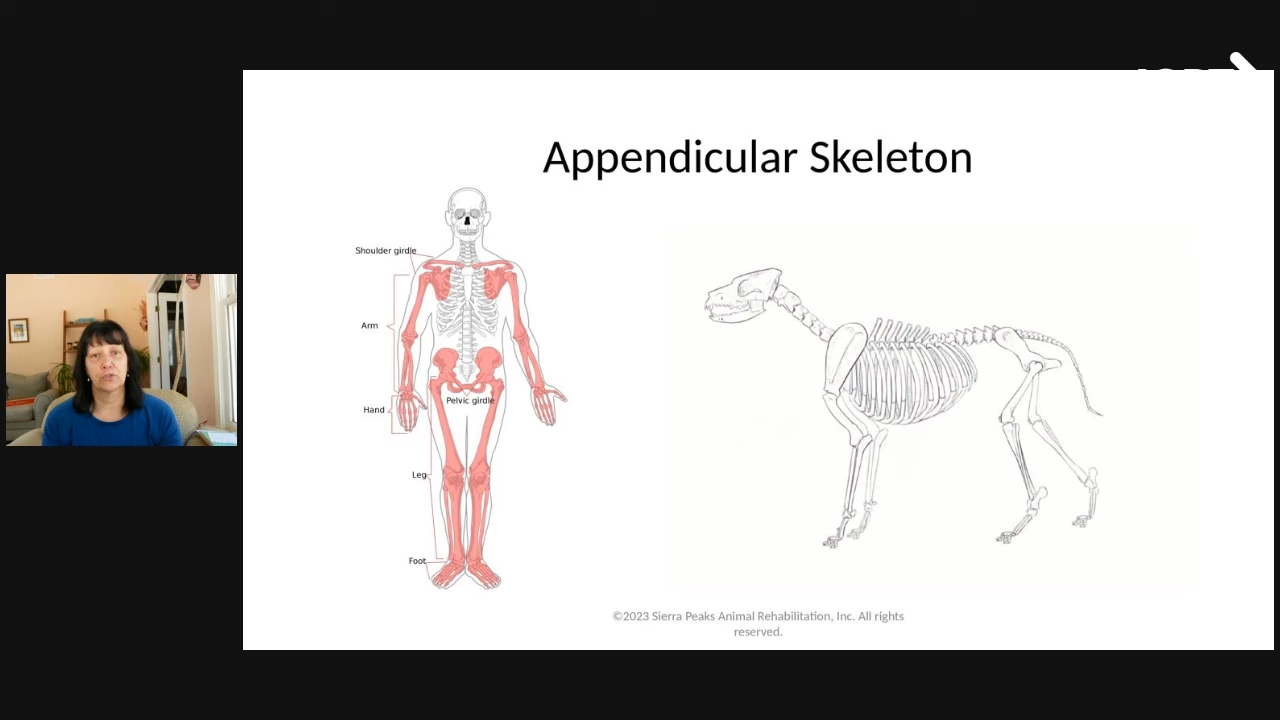 Appendicular Skeleton
Shoulder girdle
Arm
Hand
Pelvic girdle
Leg
Foot
©2023 Sierra Peaks Animal Rehabilitation, Inc. All rights
reserved.